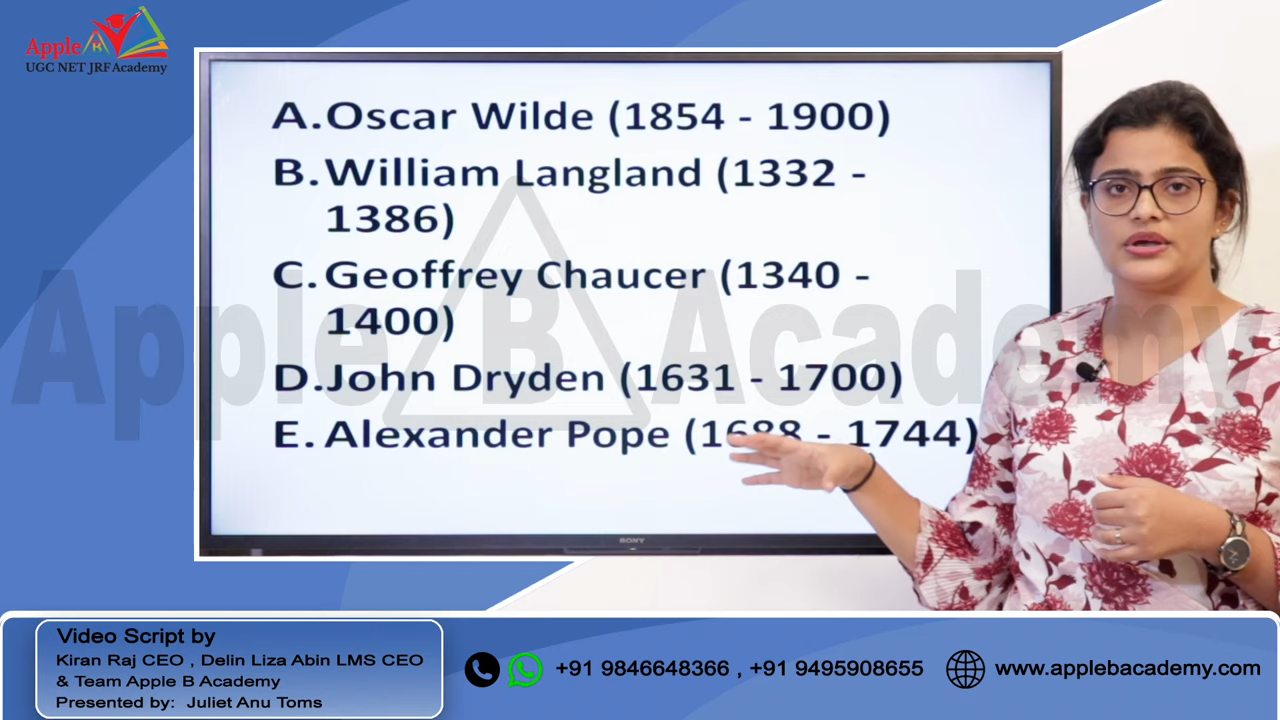 Apple B
UGC NET JRF Academy
A. Oscar Wilde (1854 - 1900)
B. William Langland (1332 -
1386)
C. Geoffrey Chaucer (1340 -
1400)
D. John Dryden (1631 - 1700)
E. Alexander Pope (1688 - 1744)
Apple B Academy
SONY
Video Script by
Kiran Raj CEO , Delin Liza Abin LMS CEO
& Team Apple B Academy
Presented by: Juliet Anu Toms
+91 9846648366 , +91 9495908655
www.applebacademy.com